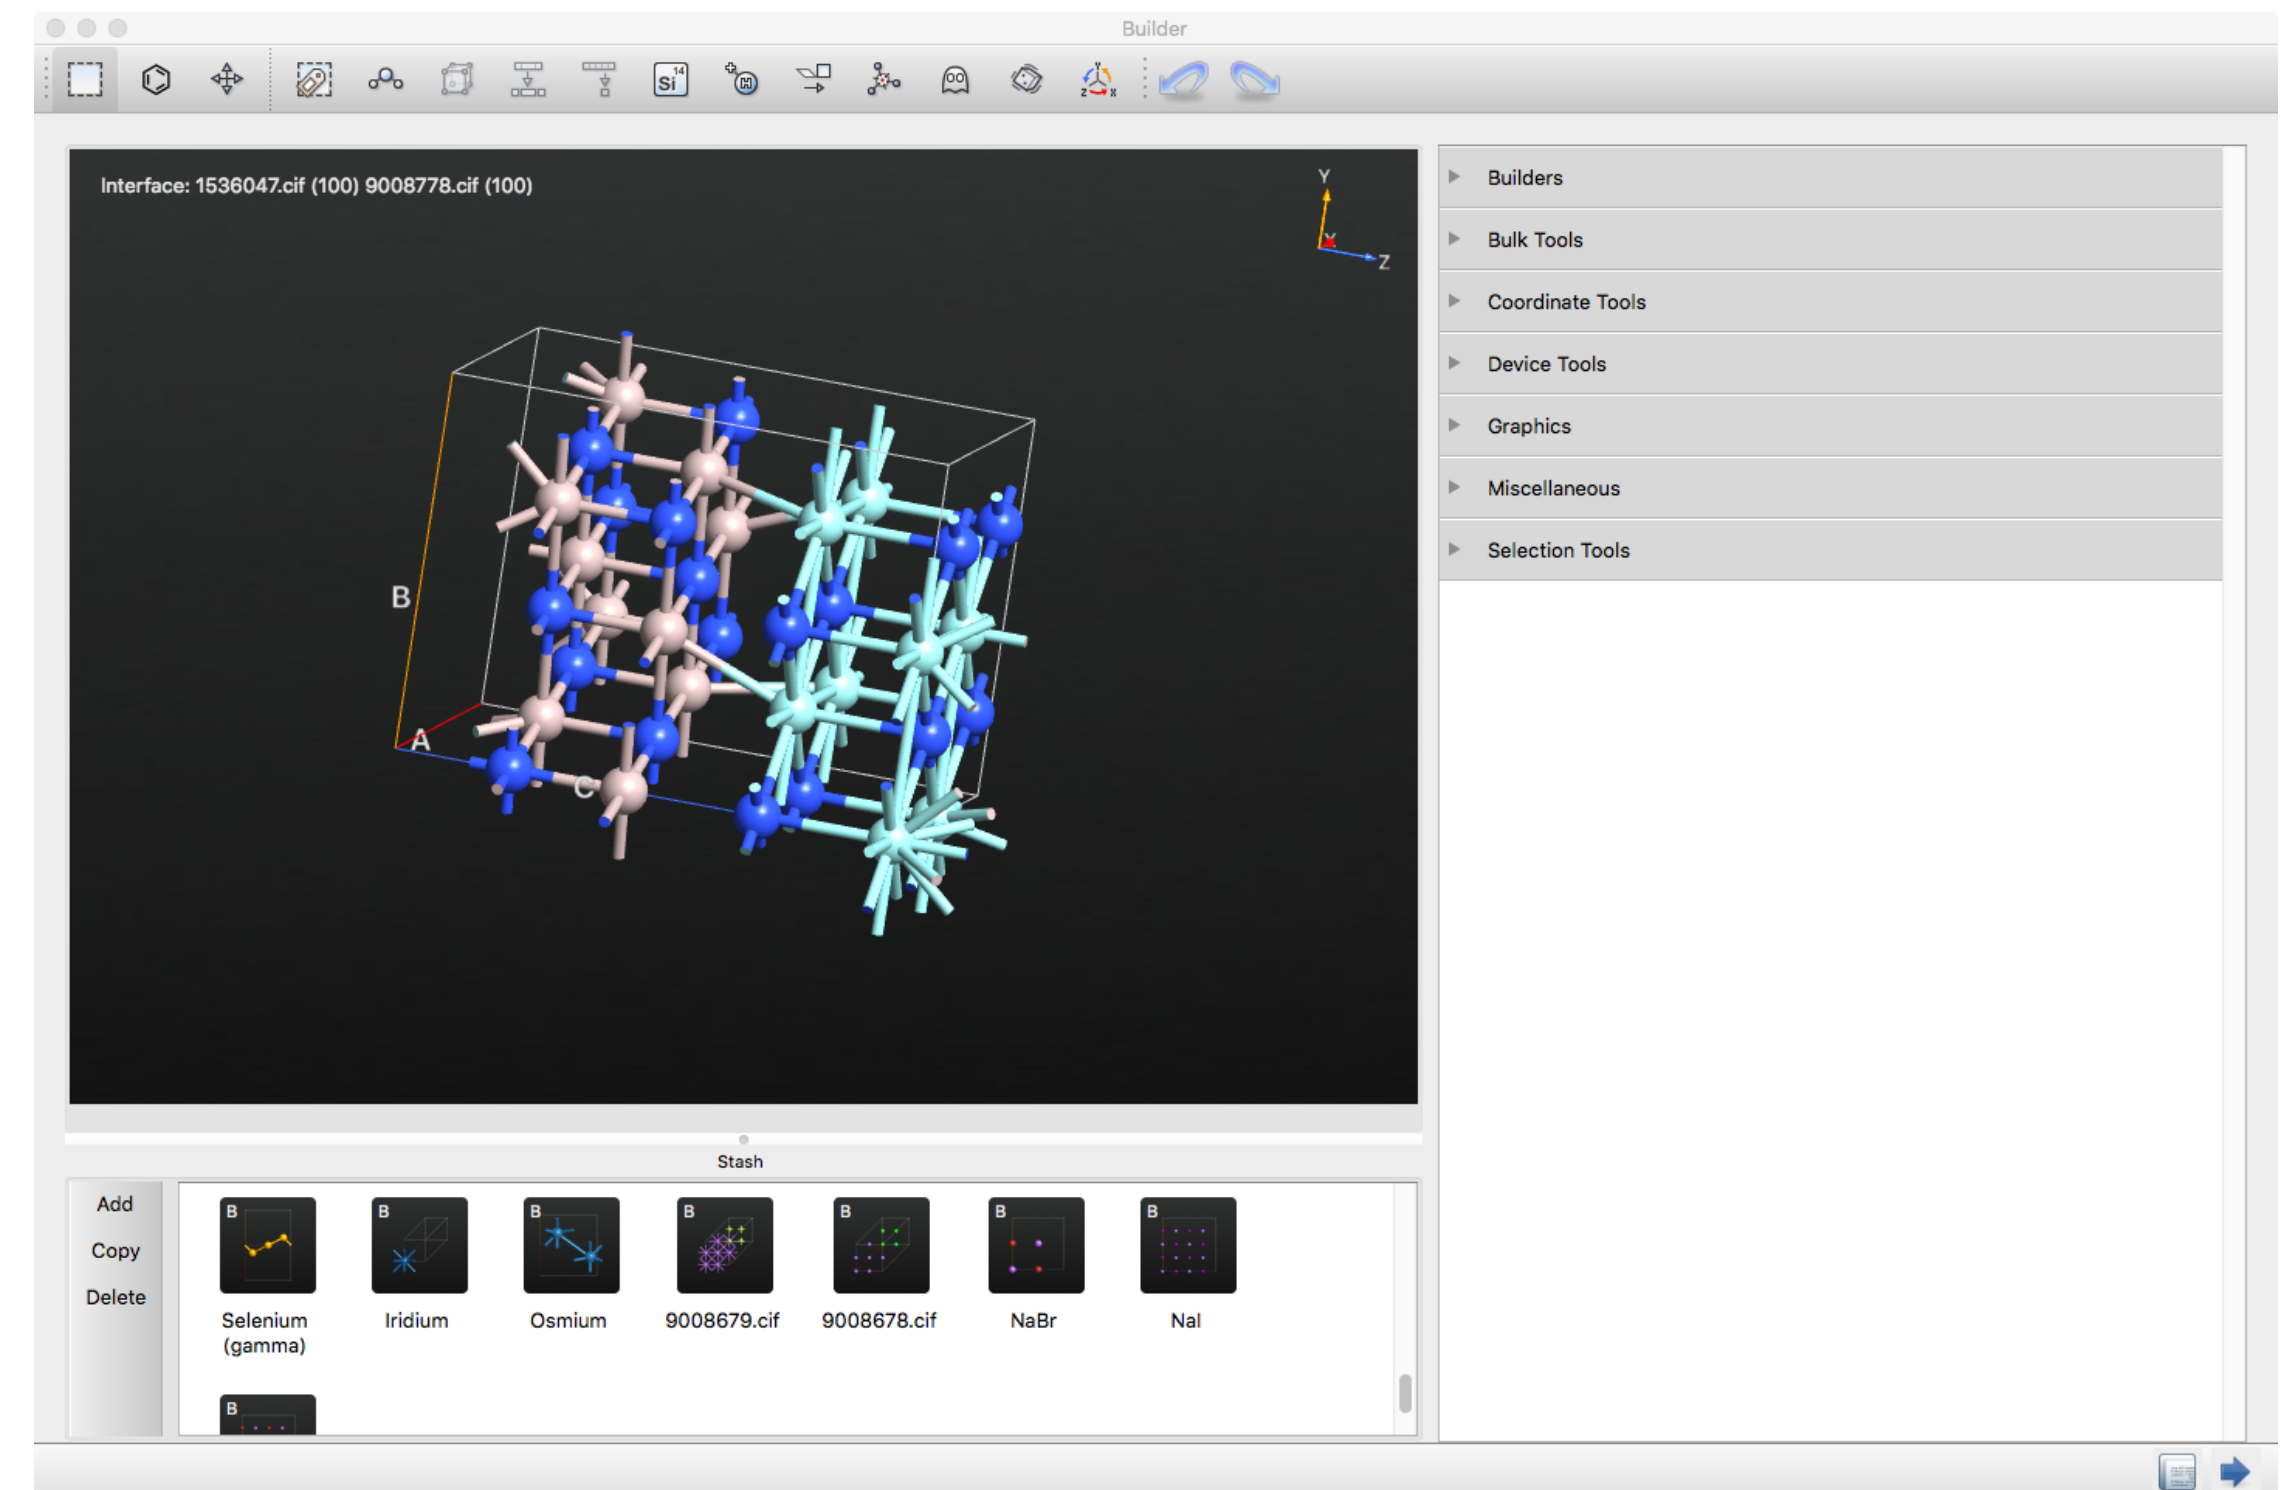 Builder
Si 14
H
Y
z x
Interface: 1536047.cif (100) 9008778.cif (100)
Y
X
Z
B
A
C
Builders
Bulk Tools
Coordinate Tools
Device Tools
Graphics
Miscellaneous
Selection Tools
Stash
Add
Copy
Delete
B B B B B B B
Selenium (gamma)
Iridium
Osmium
9008679.cif
9008678.cif
NaBr
NaI
B